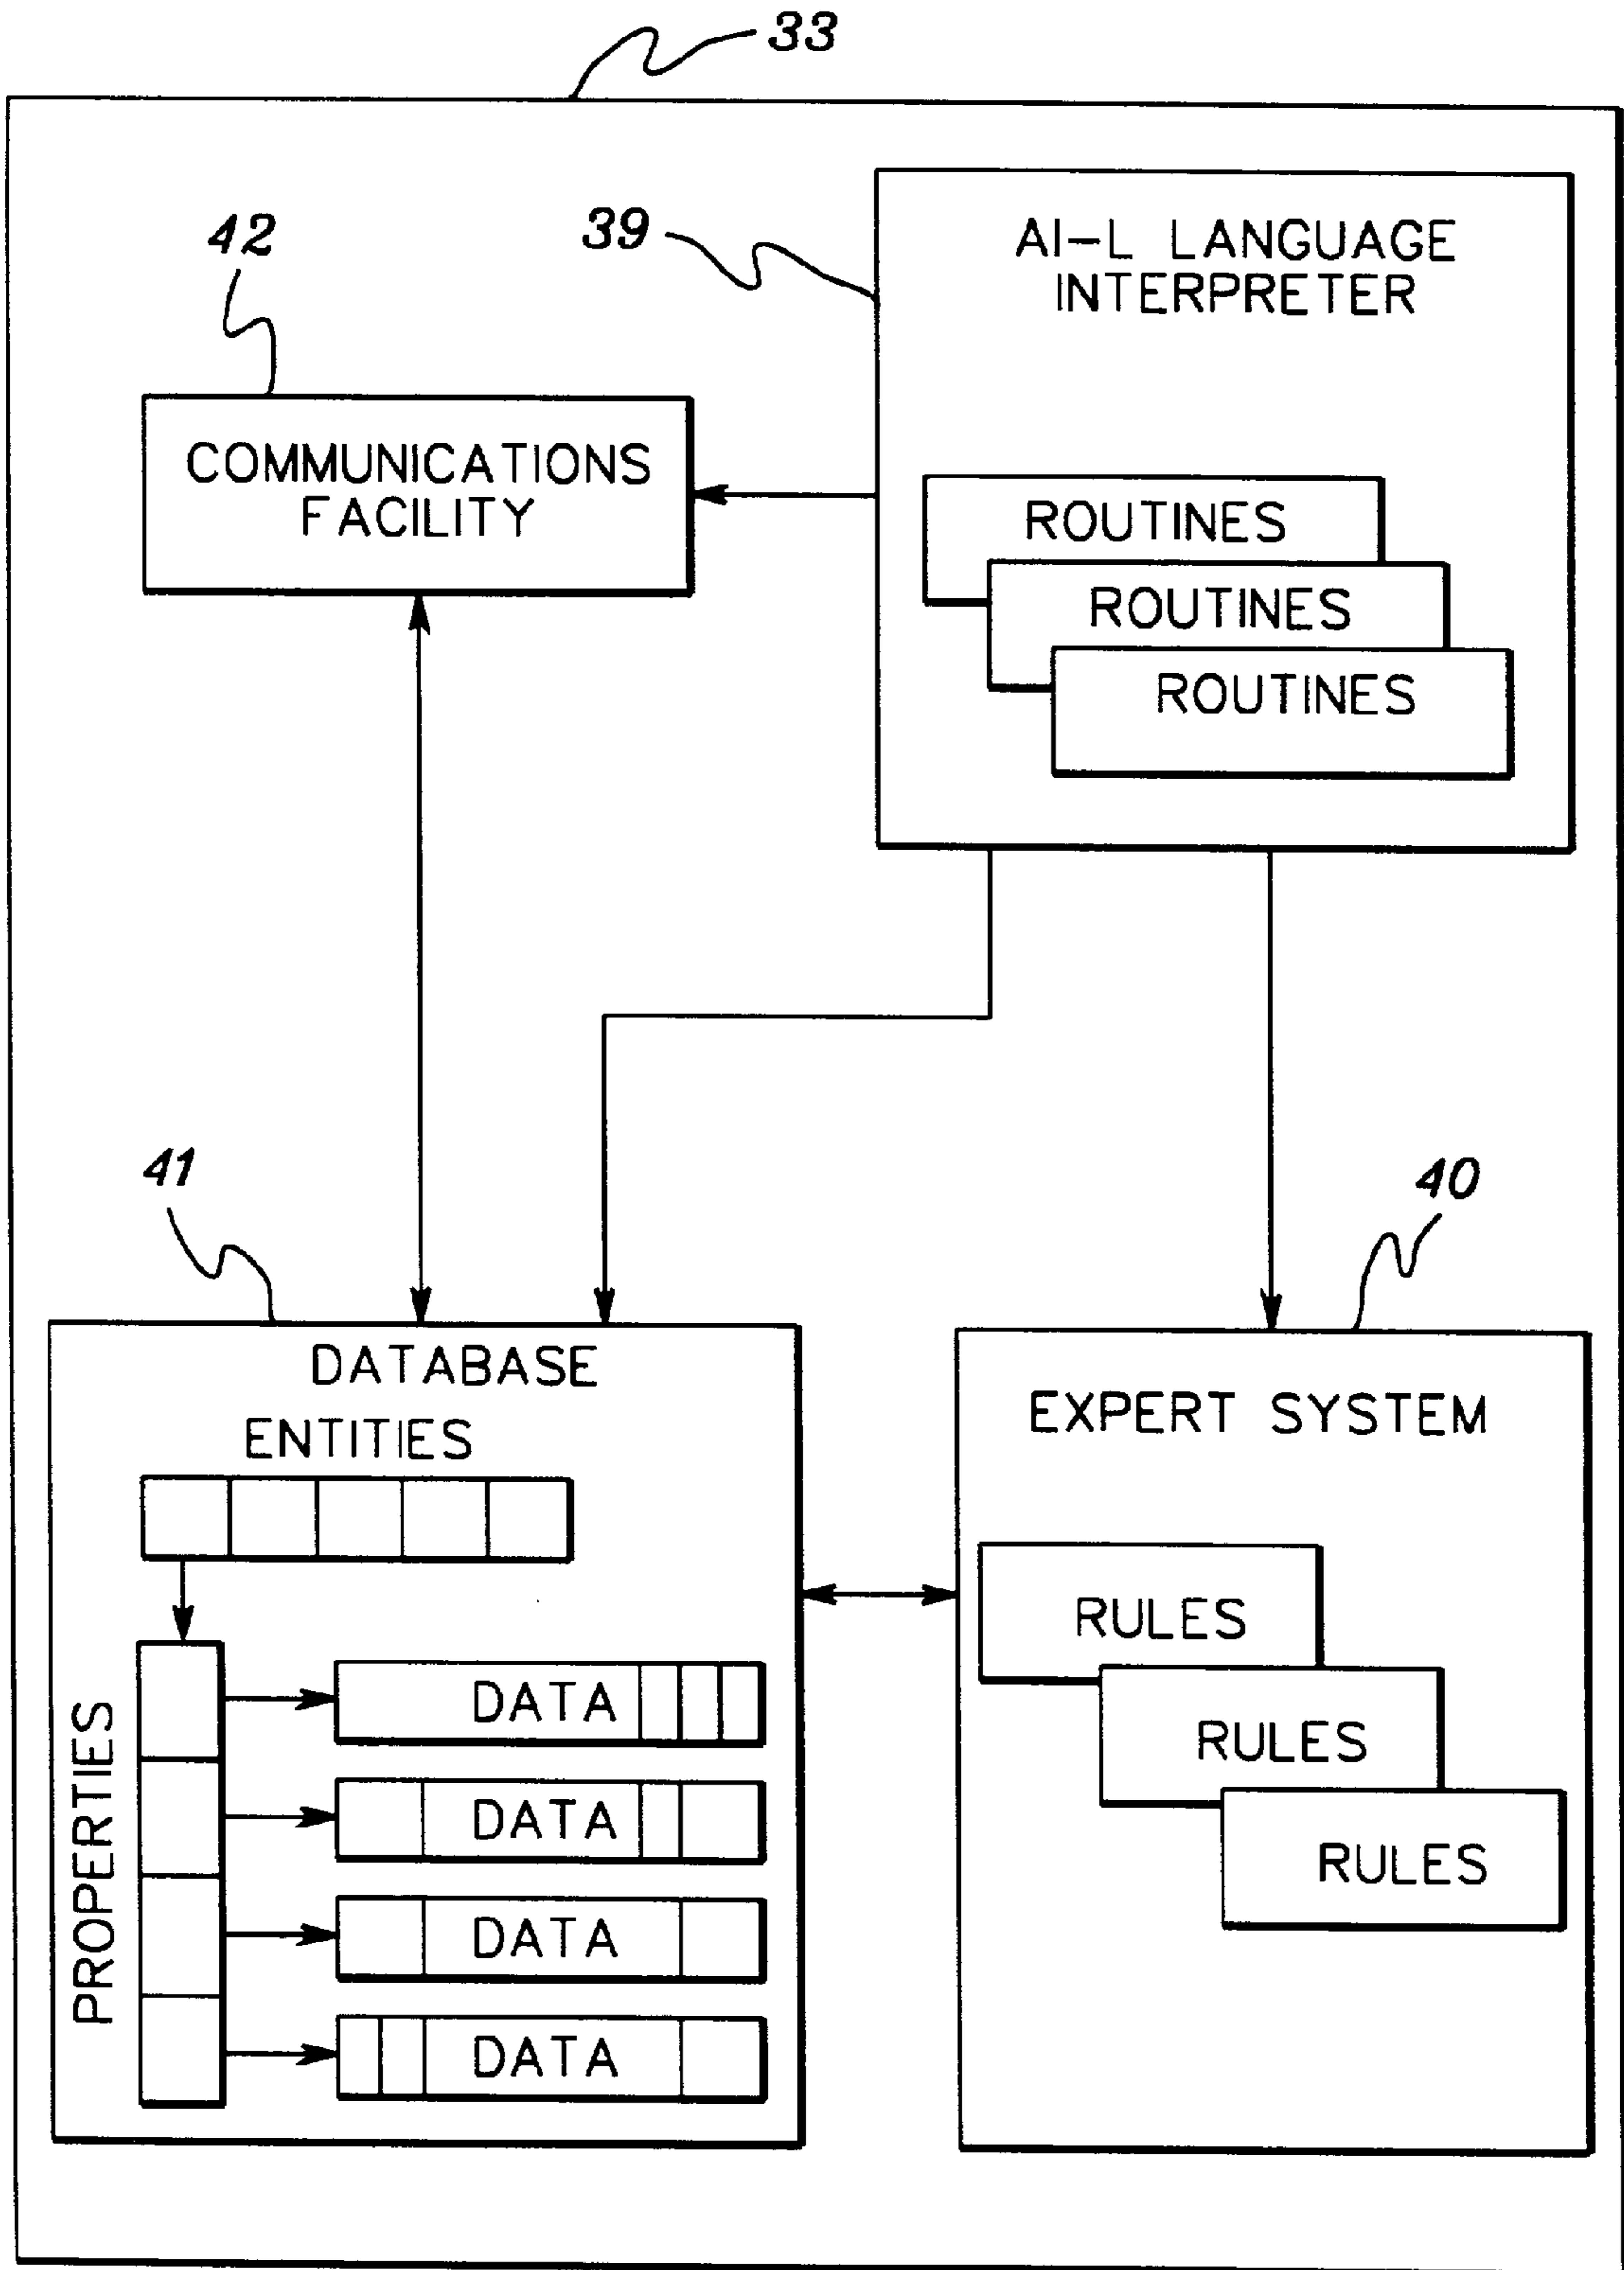 33
42
39
AI-L LANGUAGE
INTERPRETER
COMMUNICATIONS
FACILITY
ROUTINES
ROUTINES
ROUTINES
41
40
DATABASE
ENTITIES
PROPERTIES
DATA
DATA
DATA
DATA
EXPERT SYSTEM
RULES
RULES
RULES